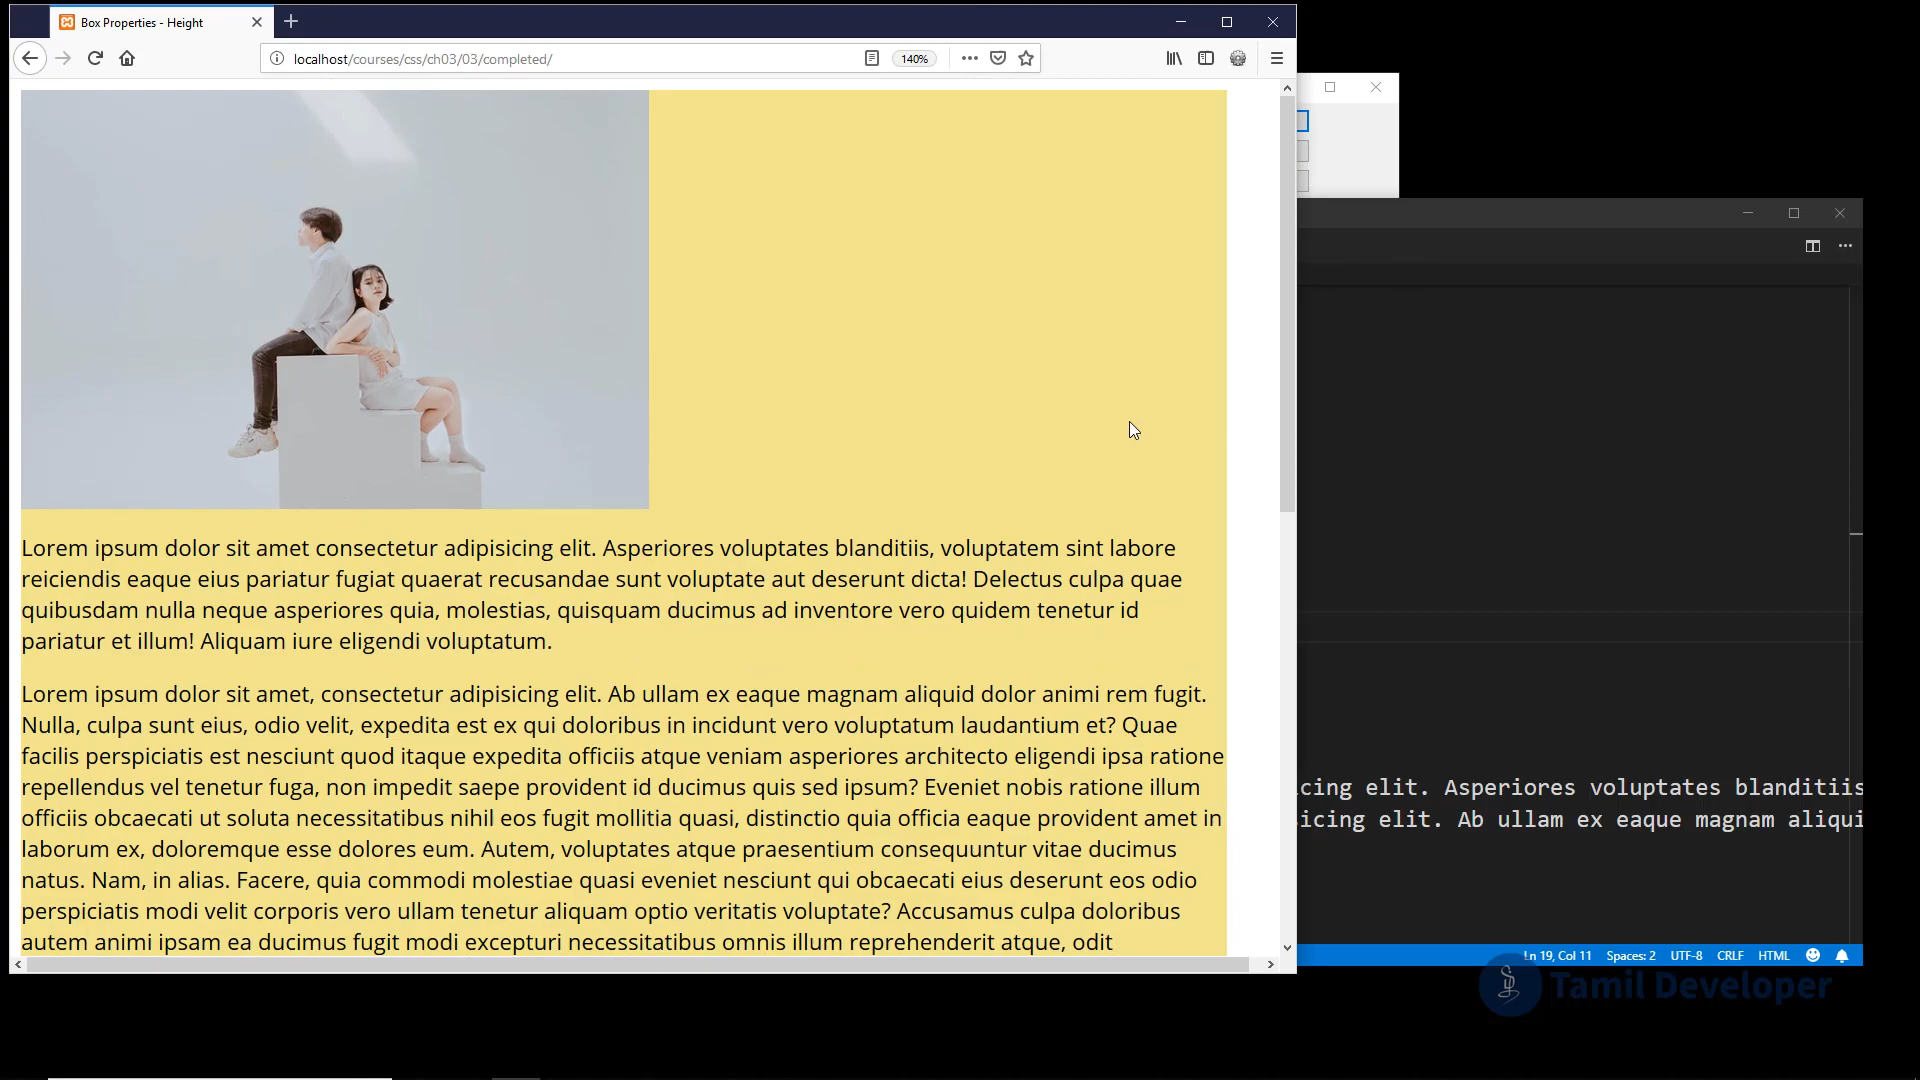 Box Properties - Height
localhost/courses/css/ch03/03/completed/
140%
Lorem ipsum dolor sit amet consectetur adipisicing elit. Asperiores voluptates blanditiis, voluptatem sint labore
reiciendis eaque eius pariatur fugiat quaerat recusandae sunt voluptate aut deserunt dicta! Delectus culpa quae
quibusdam nulla neque asperiores quia, molestias, quisquam ducimus ad inventore vero quidem tenetur id
pariatur et illum! Aliquam iure eligendi voluptatum.
Lorem ipsum dolor sit amet, consectetur adipisicing elit. Ab ullam ex eaque magnam aliquid dolor animi rem fugit.
Nulla, culpa sunt eius, odio velit, expedita est ex qui doloribus in incidunt vero voluptatum laudantium et? Quae
facilis perspiciatis est nesciunt quod itaque expedita officiis atque veniam asperiores architecto eligendi ipsa ratione
repellendus vel tenetur fuga, non impedit saepe provident id ducimus quis sed ipsum? Eveniet nobis ratione illum
officiis obcaecati ut soluta necessitatibus nihil eos fugit mollitia quasi, distinctio quia officia eaque provident amet in
laborum ex, doloremque esse dolores eum. Autem, voluptates atque praesentium consequuntur vitae ducimus
natus. Nam, in alias. Facere, quia commodi molestiae quasi eveniet nesciunt qui obcaecati eius deserunt eos odio
perspiciatis modi velit corporis vero ullam tenetur aliquam optio veritatis voluptate? Accusamus culpa doloribus
autem animi ipsam ea ducimus fugit modi excepturi necessitatibus omnis illum reprehenderit atque, odit
cing elit. Asperiores voluptates blanditiis
icing elit. Ab ullam ex eaque magnam aliqui
Ln 19, Col 11 Spaces: 2 UTF-8 CRLF HTML
Tamil Developer